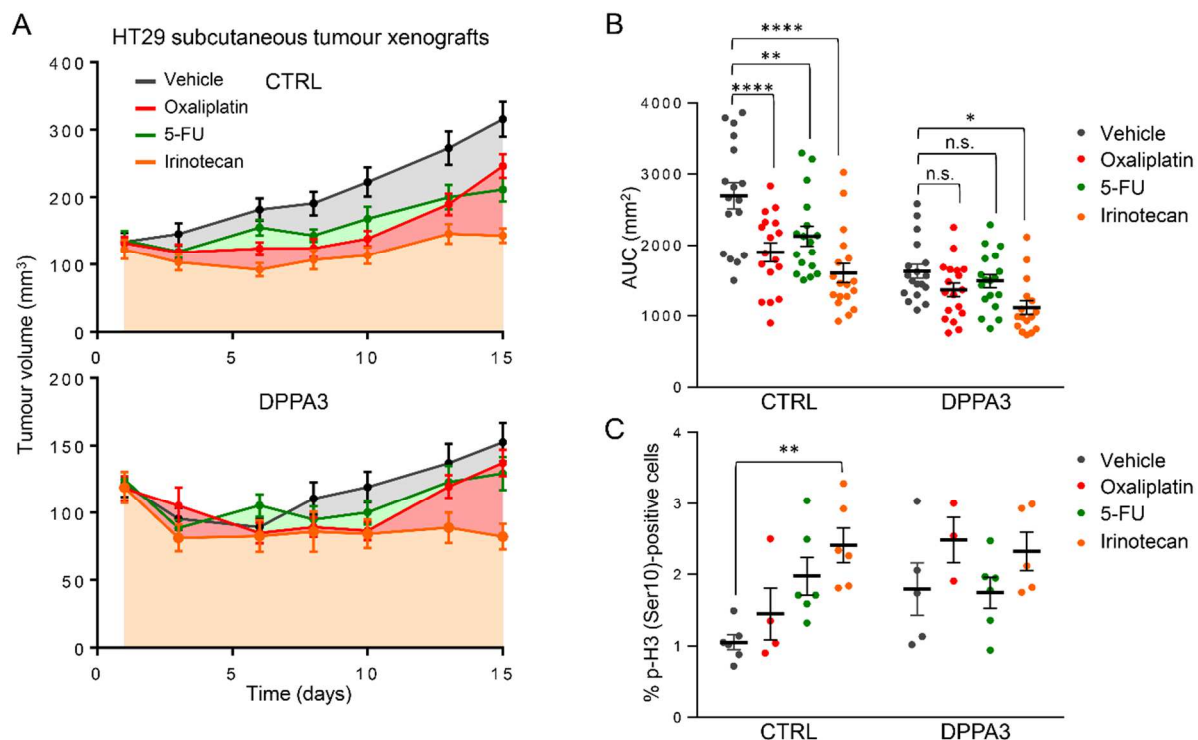 A
HT29 subcutaneous tumour xenografts
CTRL
Vehicle
Oxaliplatin
5-FU
Irinotecan
400
300
200
100
0
0 5 10 15
Tumour volume (mm³)
DPPA3
200
150
100
50
0
0 5 10 15
Time (days)
B
****
**
****
*
n.s.
n.s.
4000
3000
2000
1000
0
AUC (mm²)
CTRL DPPA3
Vehicle
Oxaliplatin
5-FU
Irinotecan
C
**
4
3
2
1
0
% p-H3 (Ser10)-positive cells
CTRL DPPA3
Vehicle
Oxaliplatin
5-FU
Irinotecan